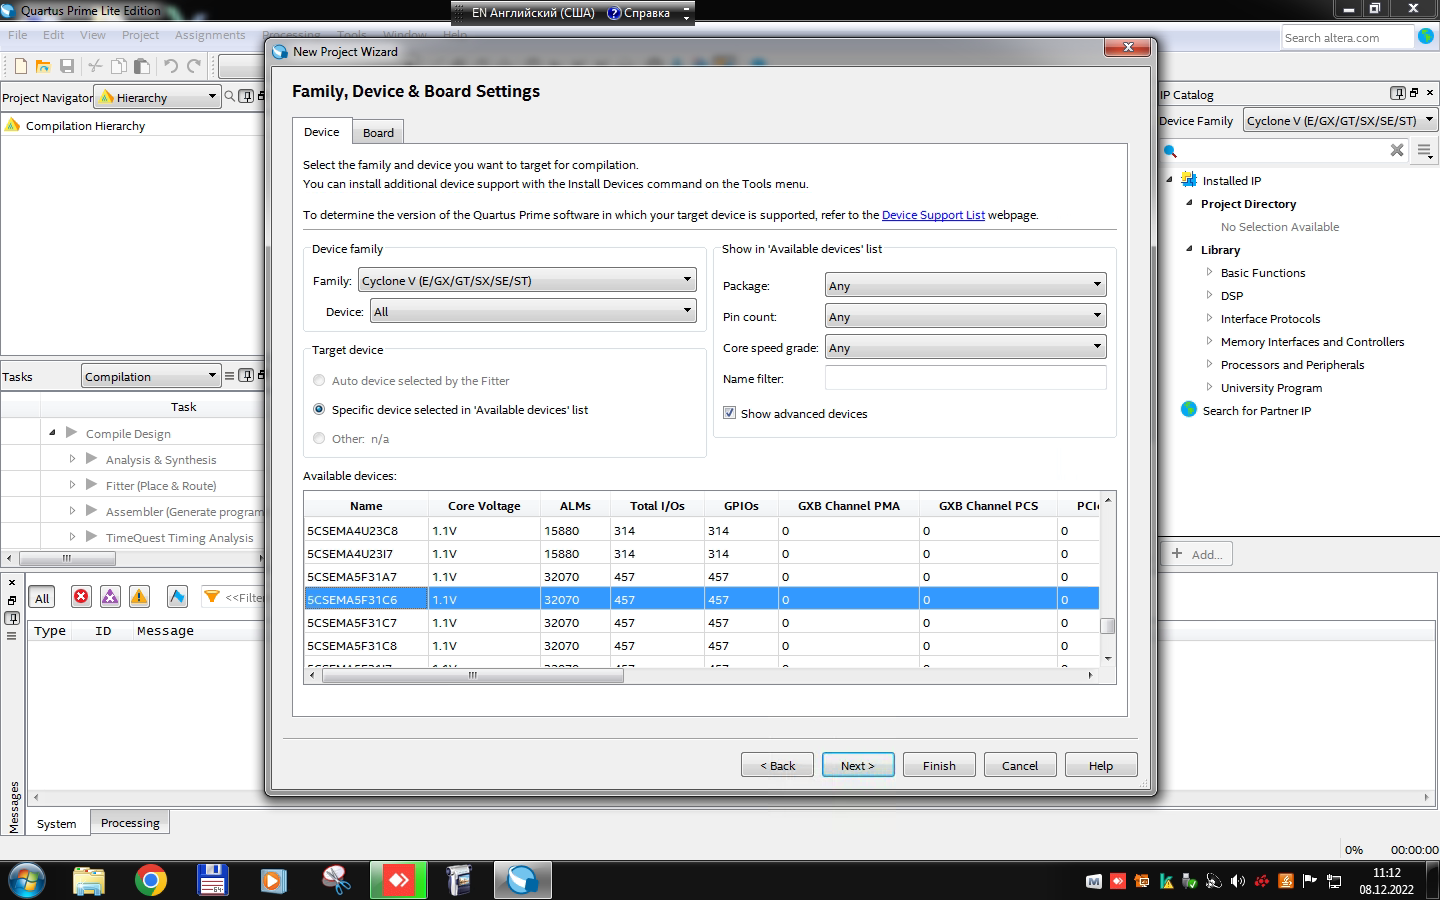 Quartus Prime Lite Edition
EN Английский (США) Справка
File Edit View Project Assignments Processing Tools Window Help
Search altera.com
New Project Wizard
Project Navigator Hierarchy
Compilation Hierarchy
Family, Device & Board Settings
Device Board
Select the family and device you want to target for compilation.
You can install additional device support with the Install Devices command on the Tools menu.
To determine the version of the Quartus Prime software in which your target device is supported, refer to the Device Support List webpage.
Device family
Family: Cyclone V (E/GX/GT/SX/SE/ST)
Device: All
Target device
Auto device selected by the Fitter
Specific device selected in 'Available devices' list
Other: n/a
Show in 'Available devices' list
Package: Any
Pin count: Any
Core speed grade: Any
Name filter:
Show advanced devices
Available devices:
Name Core Voltage ALMs Total I/Os GPIOs GXB Channel PMA GXB Channel PCS
5CSEMA4U23C8 1.1V 15880 314 314 0 0 0
5CSEMA4U23I7 1.1V 15880 314 314 0 0 0
5CSEMA5F31A7 1.1V 32070 457 457 0 0 0
5CSEMA5F31C6 1.1V 32070 457 457 0 0 0
5CSEMA5F31C7 1.1V 32070 457 457 0 0 0
5CSEMA5F31C8 1.1V 32070 457 457 0 0 0
< Back Next > Finish Cancel Help
Tasks Compilation
Task
Compile Design
Analysis & Synthesis
Fitter (Place & Route)
Assembler (Generate program
TimeQuest Timing Analysis
IP Catalog
Device Family Cyclone V (E/GX/GT/SX/SE/ST)
Installed IP
Project Directory
No Selection Available
Library
Basic Functions
DSP
Interface Protocols
Memory Interfaces and Controllers
Processors and Peripherals
University Program
Search for Partner IP
+ Add...
All <<Filter
Type ID Message
Messages
System Processing
0% 00:00:00
64
11:12
08.12.2022